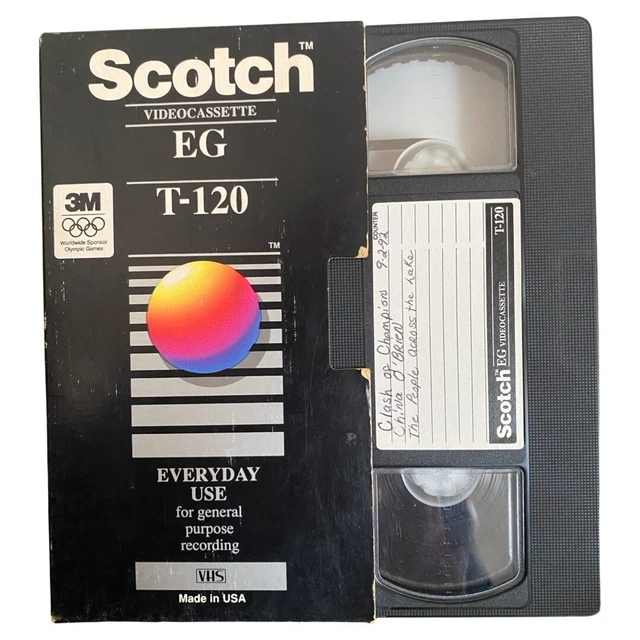 Scotch™
VIDEOCASSETTE
EG
T-120
3M
Worldwide Sponsor
Olympic Games
™
EVERYDAY
USE
for general
purpose
recording
VHS
Made in USA
COUNTER
Clash of Champions 9-2-92
China O'Brien
The People Across the Lake
Scotch™ EG VIDEOCASSETTE T-120